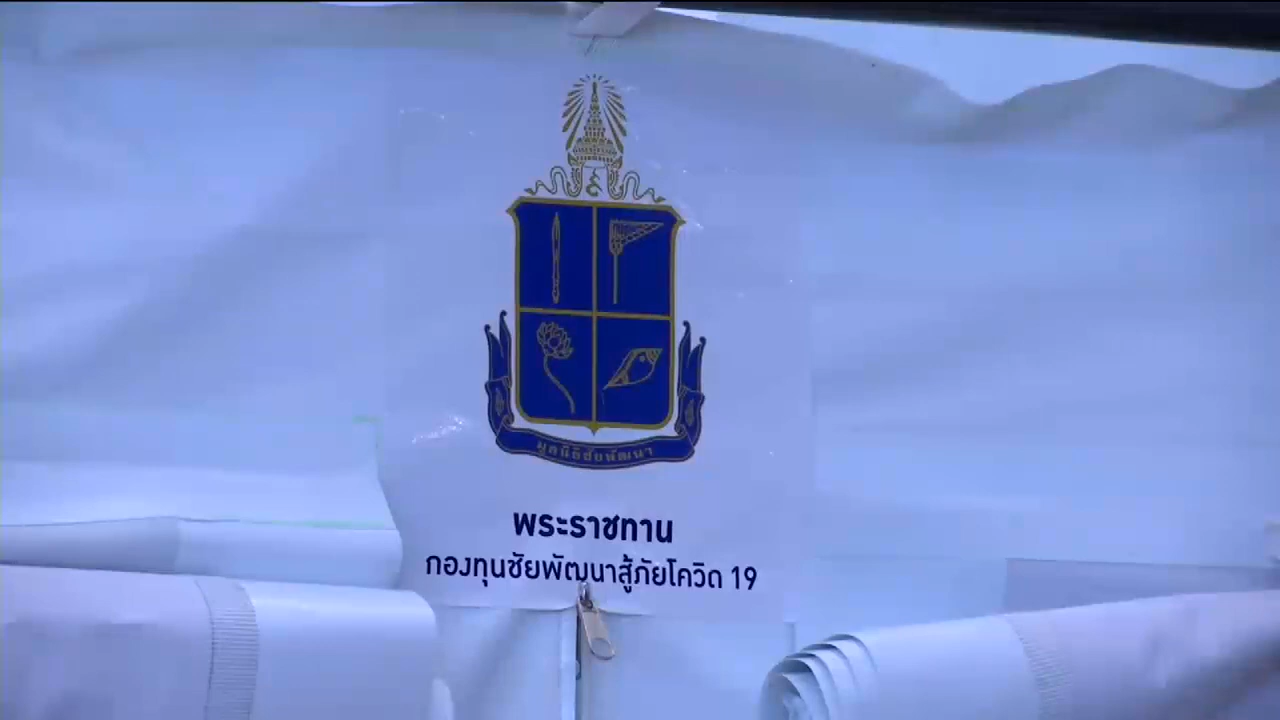 มูลนิธิชัยพัฒนา
พระราชทาน
กองทุนชัยพัฒนาสู้ภัยโควิด 19